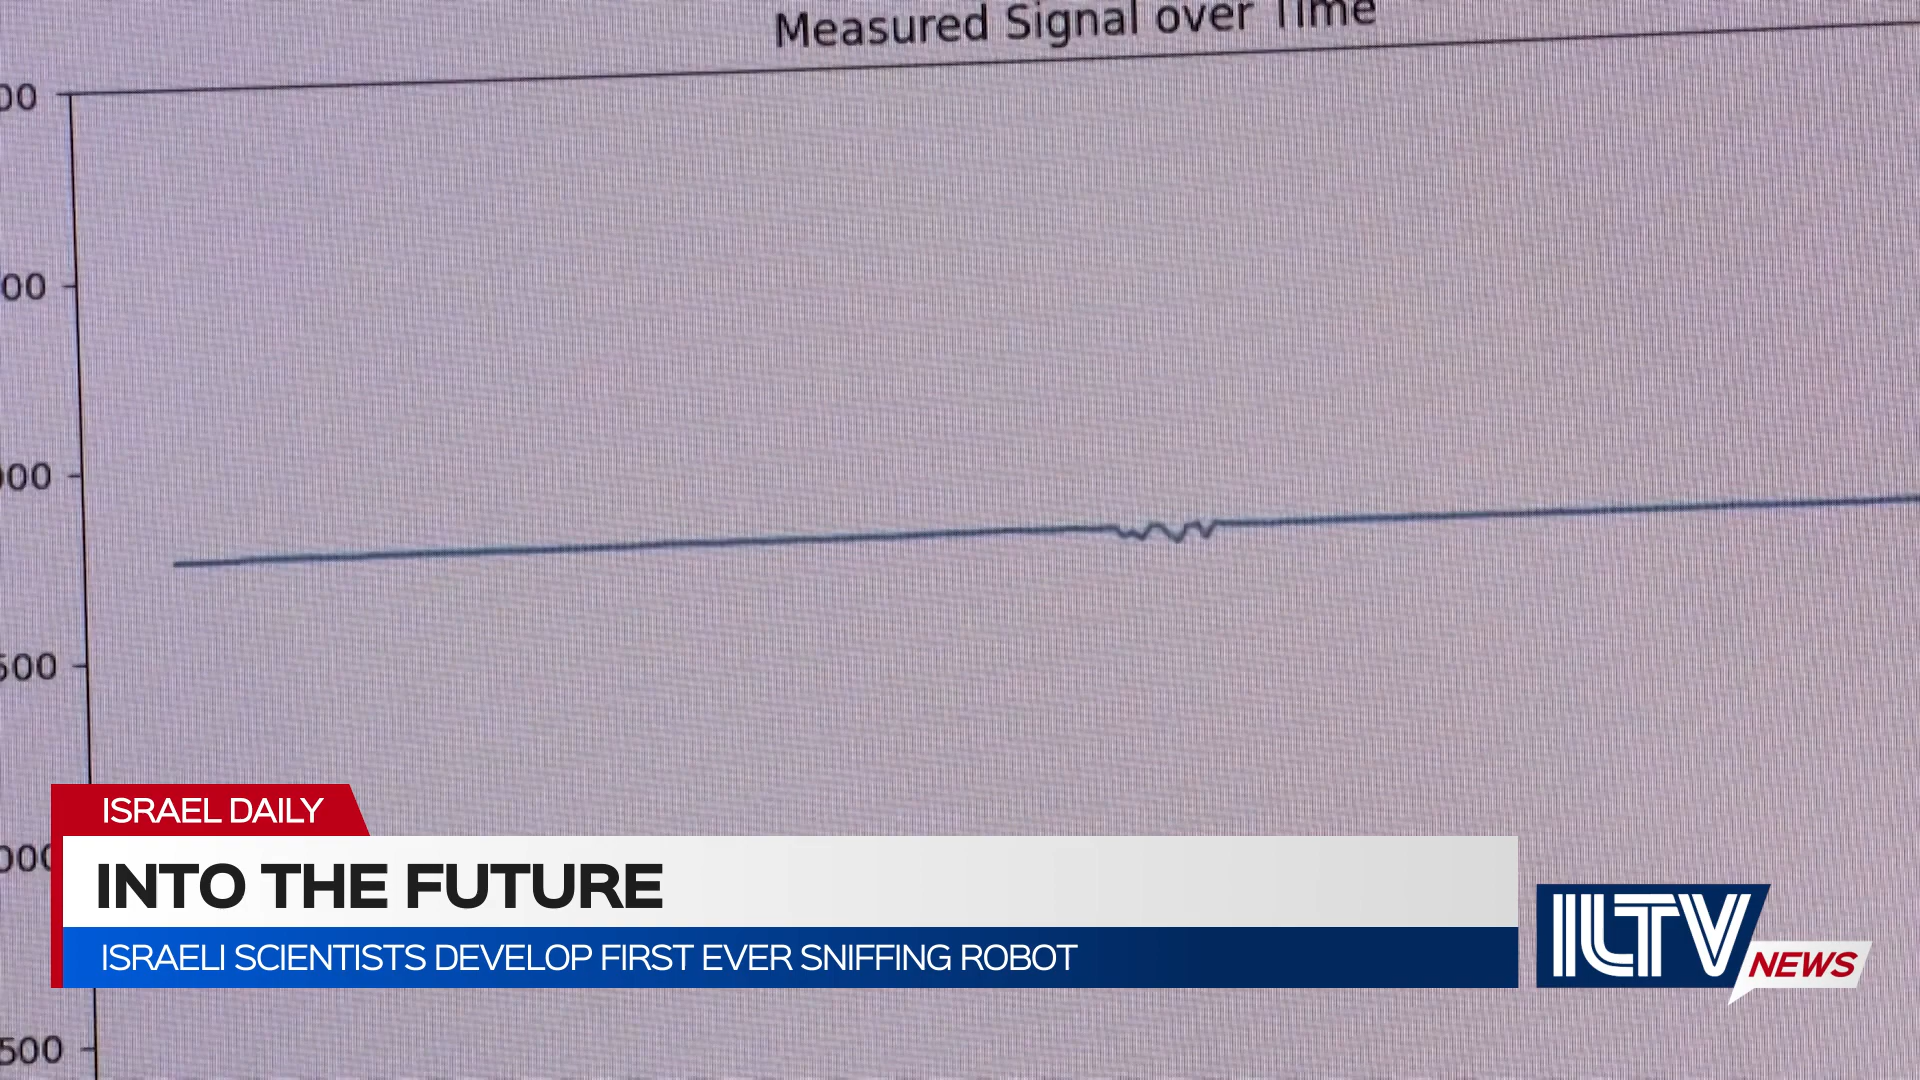 Measured Signal over Time
ISRAEL DAILY
INTO THE FUTURE
ISRAELI SCIENTISTS DEVELOP FIRST EVER SNIFFING ROBOT
ILTV
NEWS